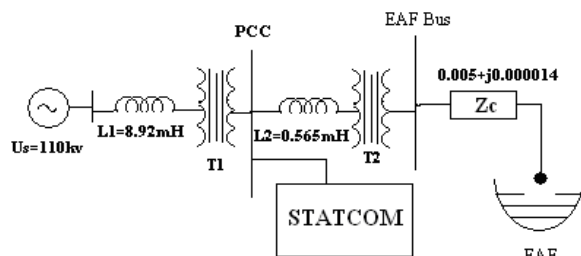 EAF Bus
PCC
0.005+j0.000014
Zc
L1=8.92mH
L2=0.565mH
Us=110kv
T1
T2
STATCOM
EAF